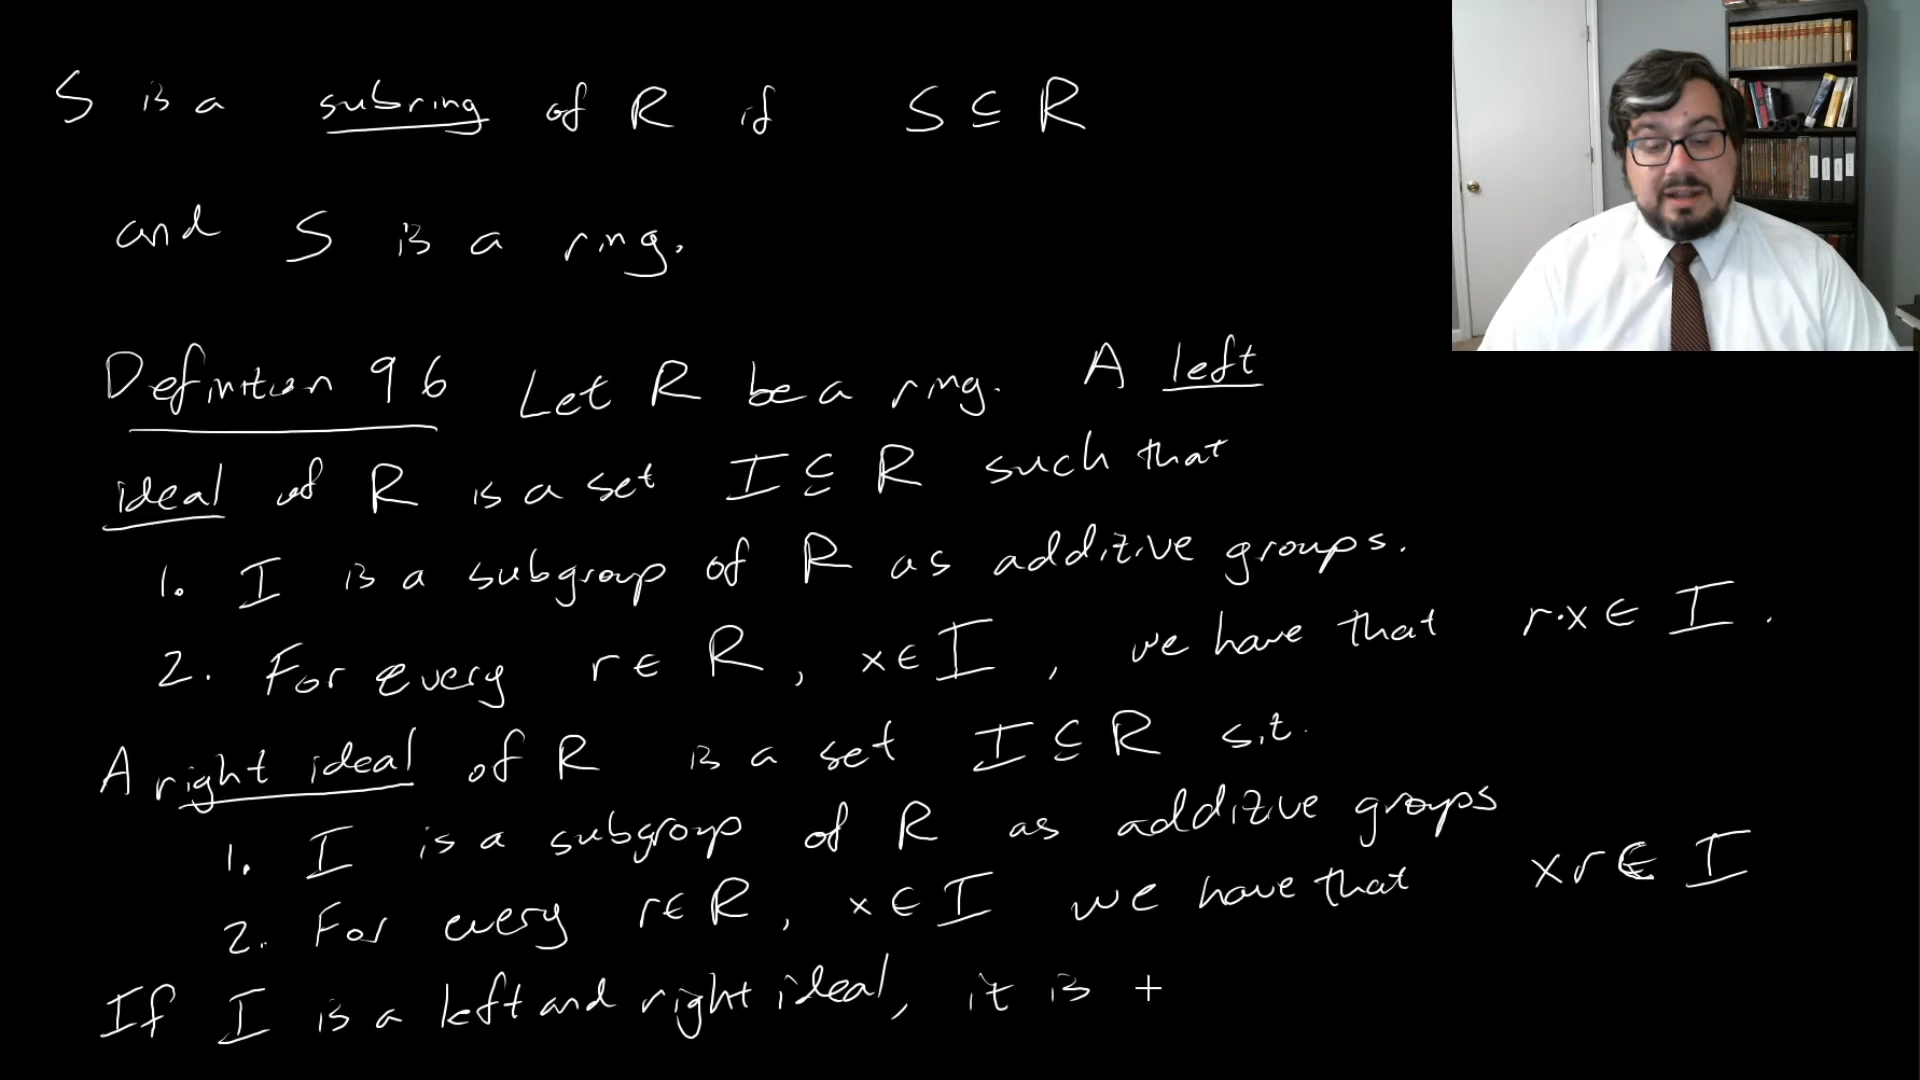 S is a subring of R if S ⊆ R
and S is a ring.
Definition 96 Let R be a ring. A left
ideal of R is a set I ⊆ R such that
1. I is a subgroup of R as additive groups.
2. For every r ∈ R, x ∈ I, we have that r·x ∈ I.
A right ideal of R is a set I ⊆ R s.t.
1. I is a subgroup of R as additive groups
2. For every r ∈ R, x ∈ I we have that xr ∈ I
If I is a left and right ideal, it is